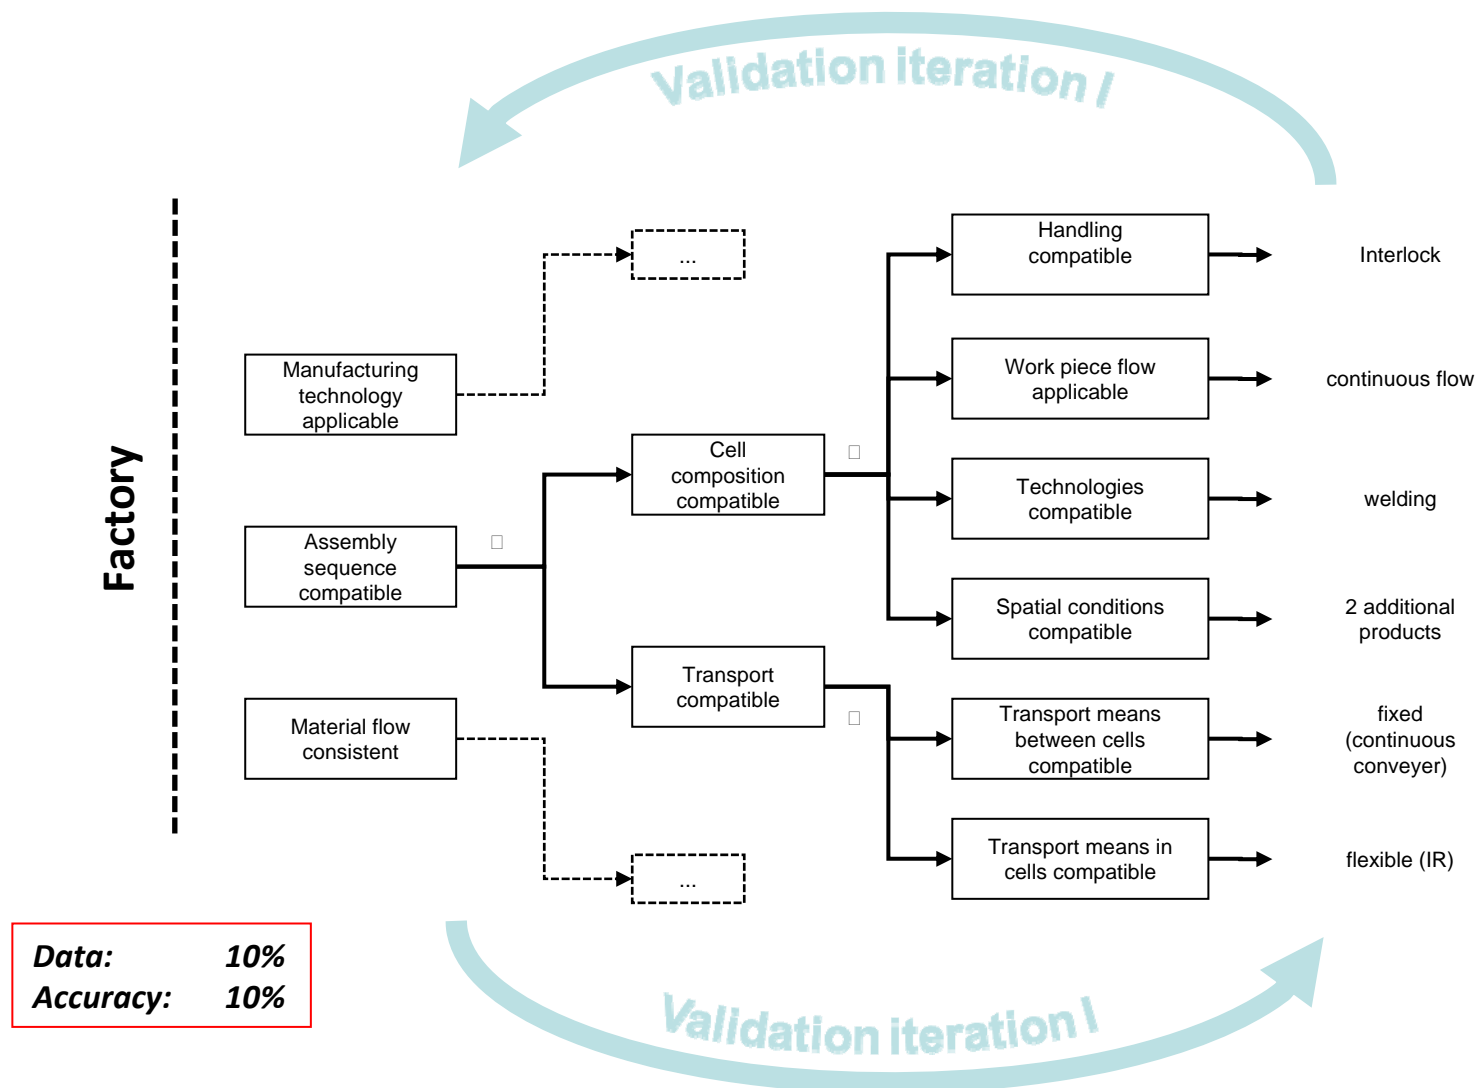 Validation iteration I
Factory
Manufacturing
technology
applicable
Assembly
sequence
compatible
Material flow
consistent
...
Cell
composition
compatible
Transport
compatible
...
Handling
compatible
Work piece flow
applicable
Technologies
compatible
Spatial conditions
compatible
Transport means
between cells
compatible
Transport means in
cells compatible
Interlock
continuous flow
welding
2 additional
products
fixed
(continuous
conveyer)
flexible (IR)
Data: 10%
Accuracy: 10%
Validation iteration I